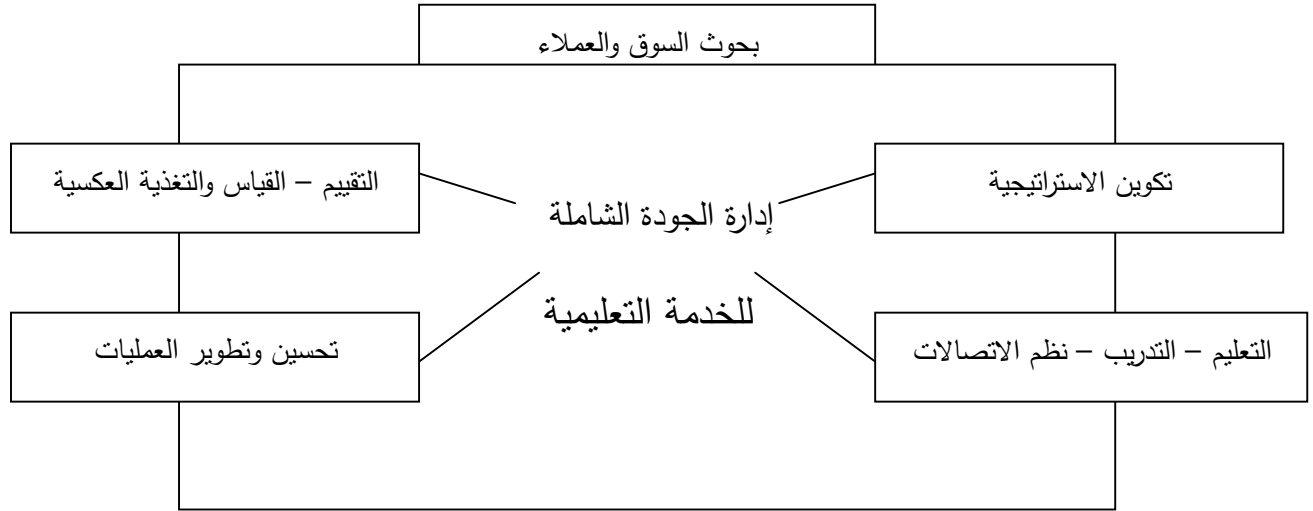 بحوث السوق والعملاء
تكوين الاستراتيجية
التقييم – القياس والتغذية العكسية
إدارة الجودة الشاملة
للخدمة التعليمية
التعليم – التدريب – نظم الاتصالات
تحسين وتطوير العمليات